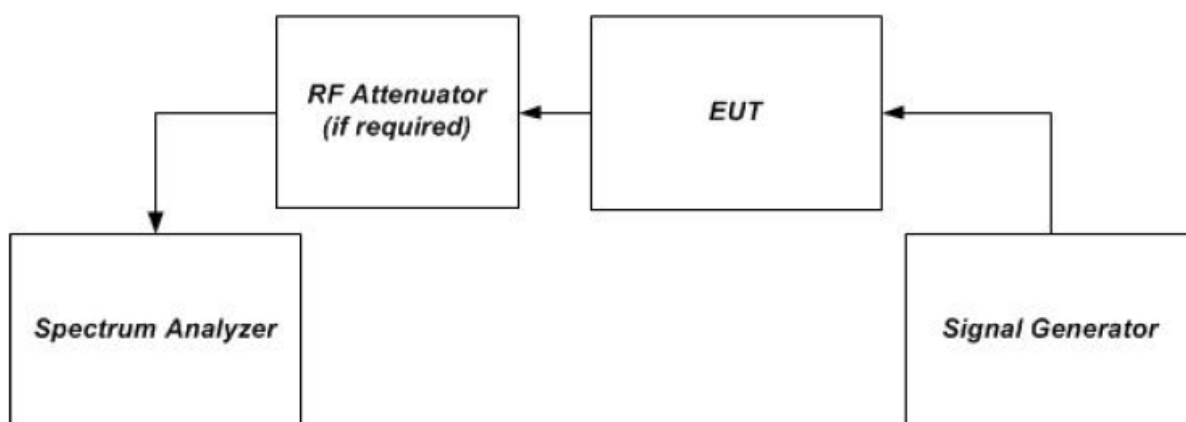 RF Attenuator
(if required)
EUT
Spectrum Analyzer
Signal Generator